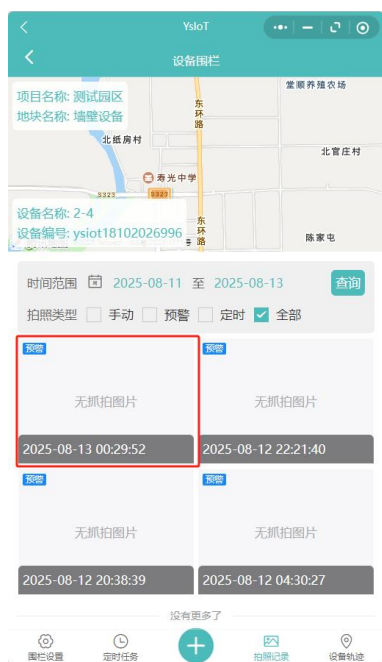 YsIoT
设备围栏
项目名称: 测试园区
地块名称: 墙壁设备
堂顺养殖农场
东环路
北纸房村
北官庄村
寿光中学
S323
S323
设备名称: 2-4
设备编号: ysiot18102026996
东环路
陈家屯
时间范围 2025-08-11 至 2025-08-13 查询
拍照类型 手动 预警 定时 全部
预警 预警
无抓拍图片 无抓拍图片
2025-08-13 00:29:52 2025-08-12 22:21:40
预警 预警
无抓拍图片 无抓拍图片
2025-08-12 20:38:39 2025-08-12 04:30:27
没有更多了
围栏设置 定时任务 拍照记录 设备轨迹